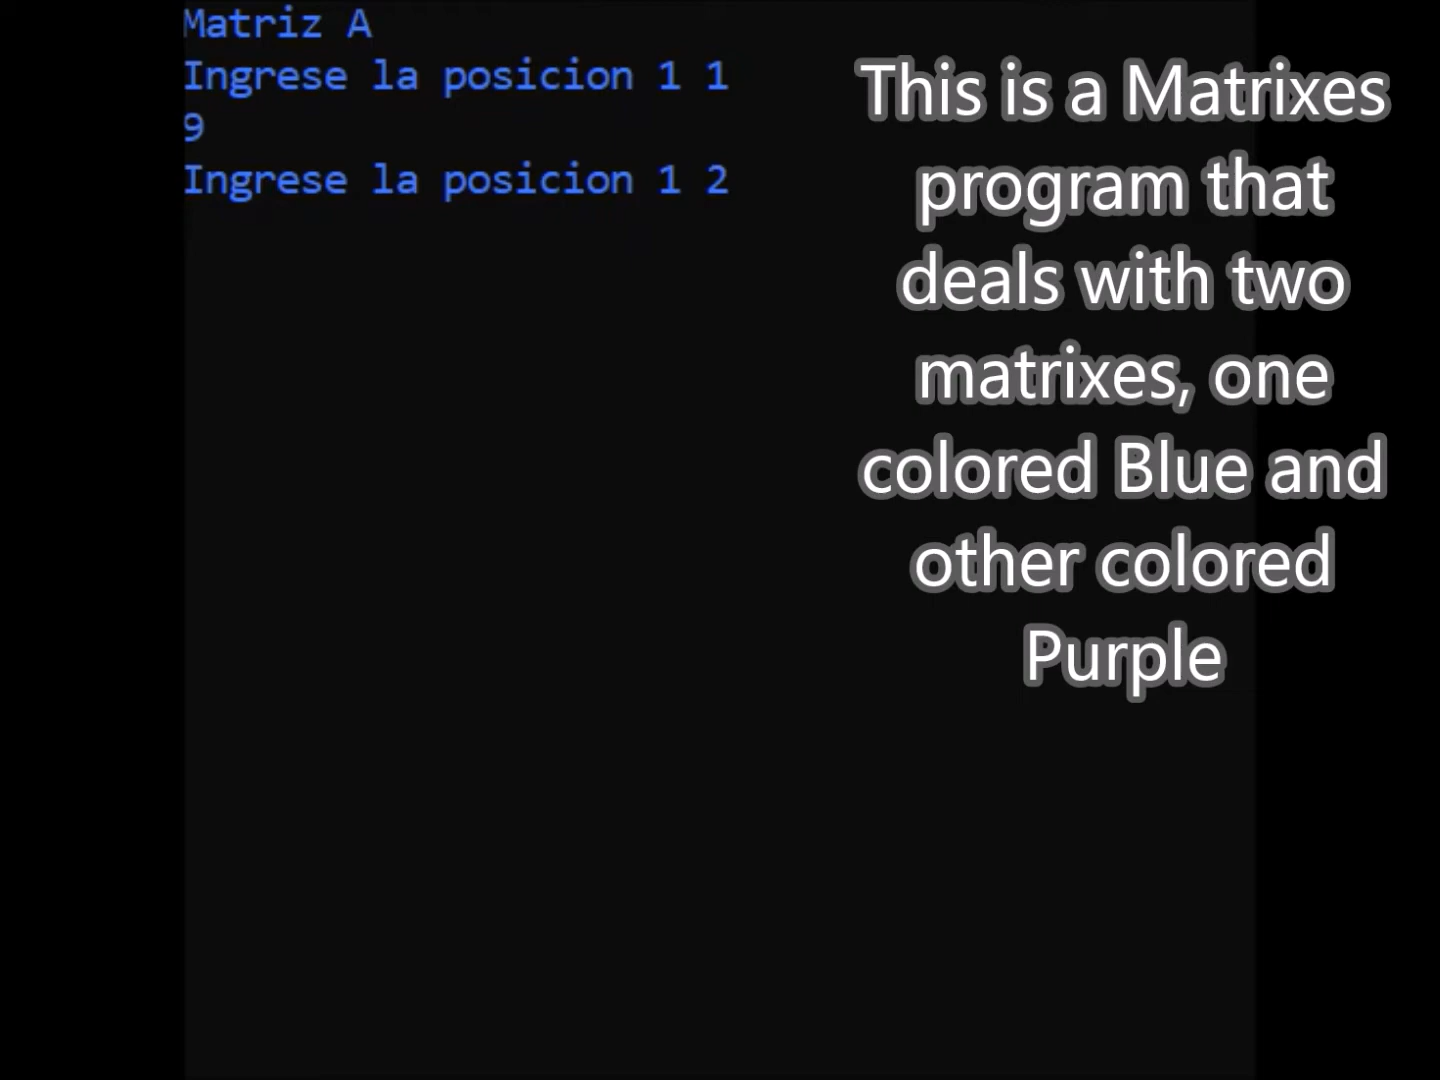 Matriz A
Ingrese la posicion 1 1
9
Ingrese la posicion 1 2
This is a Matrixes
program that
deals with two
matrixes, one
colored Blue and
other colored
Purple